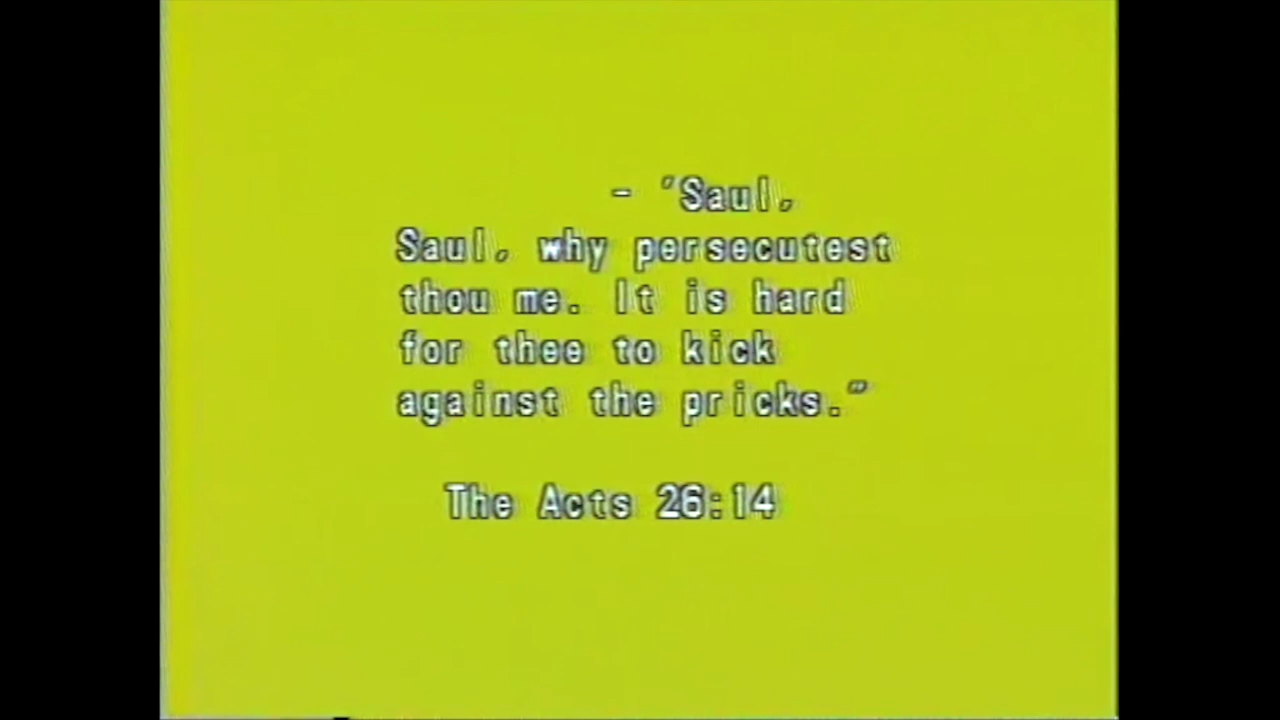 - 'Saul,
Saul, why persecutest
thou me. It is hard
for thee to kick
against the pricks."
The Acts 26:14